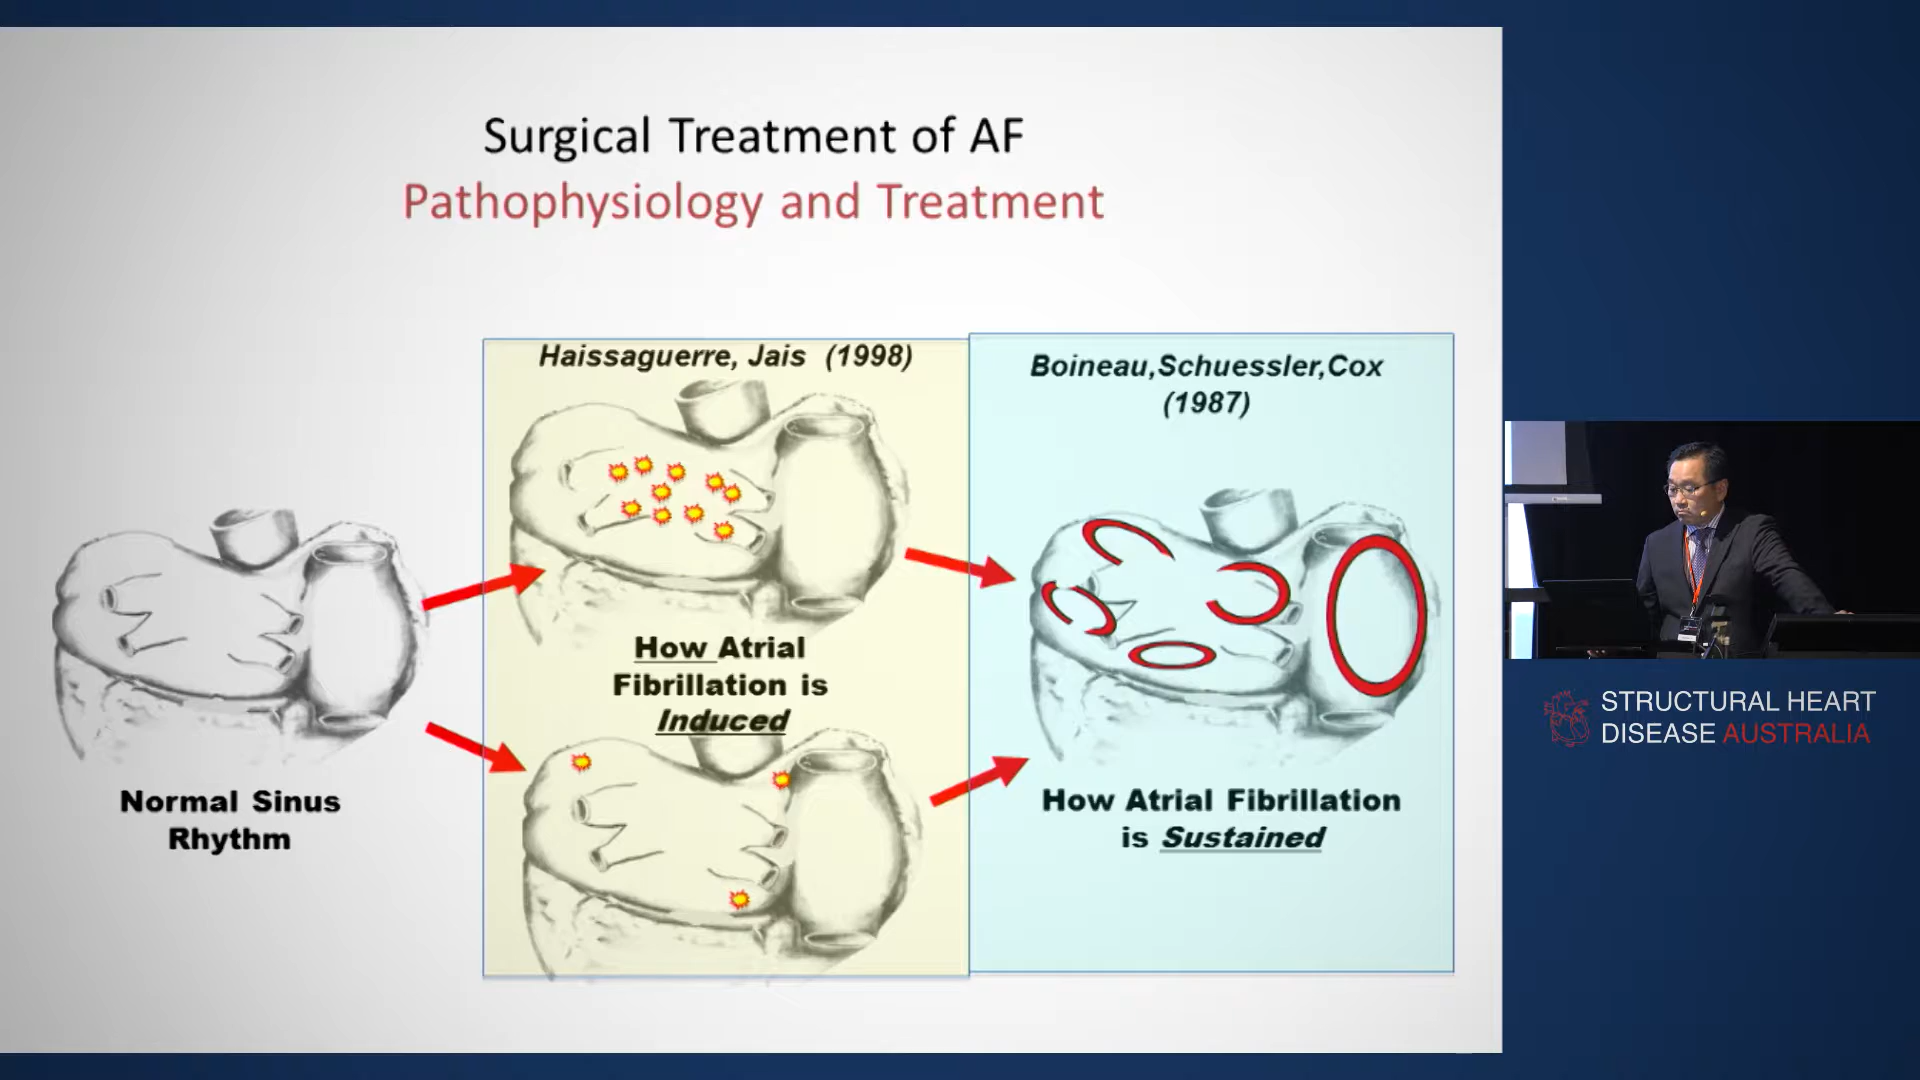 Surgical Treatment of AF
Pathophysiology and Treatment
Haissaguerre, Jais (1998)
Boineau,Schuessler,Cox
(1987)
How Atrial
Fibrillation is
Induced
Normal Sinus
Rhythm
How Atrial Fibrillation
is Sustained
STRUCTURAL HEART
DISEASE AUSTRALIA